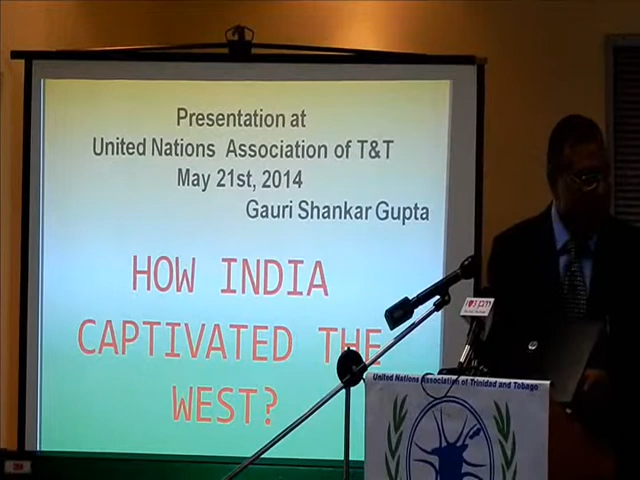 Presentation at
United Nations Association of T&T
May 21st, 2014
Gauri Shankar Gupta
HOW INDIA
CAPTIVATED THE
WEST?
United Nations Association of Trinidad and Tobago